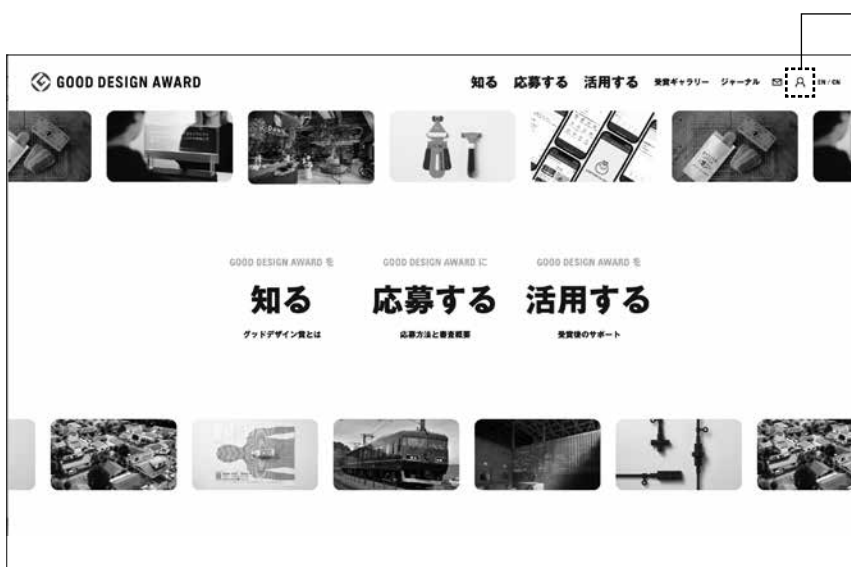 GOOD DESIGN AWARD
知る 応募する 活用する 受賞ギャラリー ジャーナル EN / CN
GOOD DESIGN AWARD を GOOD DESIGN AWARD に GOOD DESIGN AWARD を
知る 応募する 活用する
グッドデザイン賞とは 応募方法と審査概要 受賞後のサポート